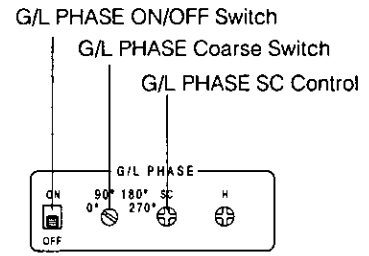 G/L PHASE ON/OFF Switch
G/L PHASE Coarse Switch
G/L PHASE SC Control
G/L PHASE
ON 90° 180° SC H
0° 270°
OFF